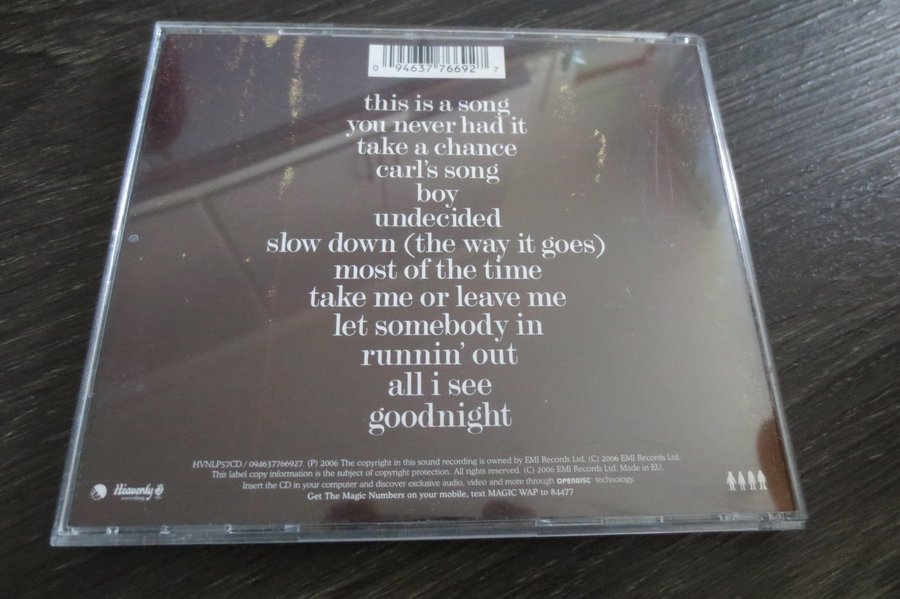 0 94637 76692 7
this is a song
you never had it
take a chance
carl's song
boy
undecided
slow down (the way it goes)
most of the time
take me or leave me
let somebody in
runnin' out
all i see
goodnight
HVNLP57CD / 094637766927. (P) 2006 The copyright in this sound recording is owned by EMI Records Ltd. (C) 2006 EMI Records Ltd.
This label copy information is the subject of copyright protection. All rights reserved. (C) 2006 EMI Records Ltd. Made in EU.
Insert the CD in your computer and discover exclusive audio, video and more through OPENDISC technology.
Get The Magic Numbers on your mobile, text MAGIC WAP to 84477
Heavenly